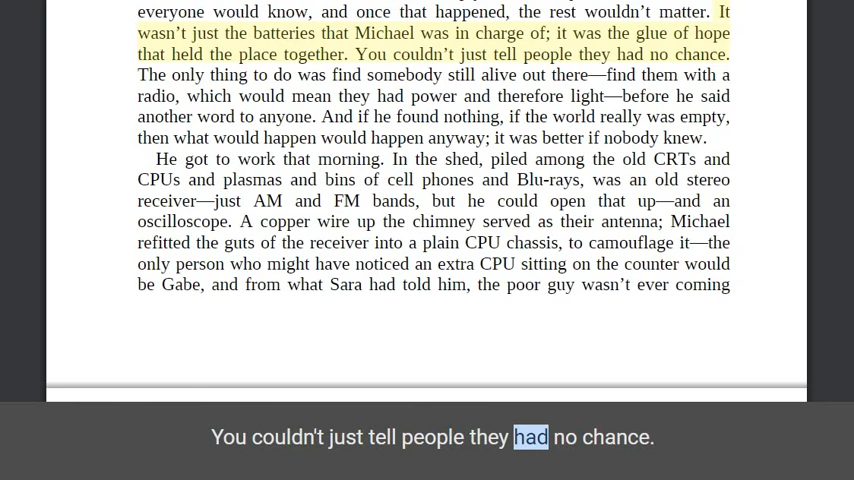 everyone would know, and once that happened, the rest wouldn’t matter. It
wasn’t just the batteries that Michael was in charge of; it was the glue of hope
that held the place together. You couldn’t just tell people they had no chance.
The only thing to do was find somebody still alive out there—find them with a
radio, which would mean they had power and therefore light—before he said
another word to anyone. And if he found nothing, if the world really was empty,
then what would happen would happen anyway; it was better if nobody knew.
He got to work that morning. In the shed, piled among the old CRTs and
CPUs and plasmas and bins of cell phones and Blu-rays, was an old stereo
receiver—just AM and FM bands, but he could open that up—and an
oscilloscope. A copper wire up the chimney served as their antenna; Michael
refitted the guts of the receiver into a plain CPU chassis, to camouflage it—the
only person who might have noticed an extra CPU sitting on the counter would
be Gabe, and from what Sara had told him, the poor guy wasn’t ever coming
You couldn't just tell people they had no chance.